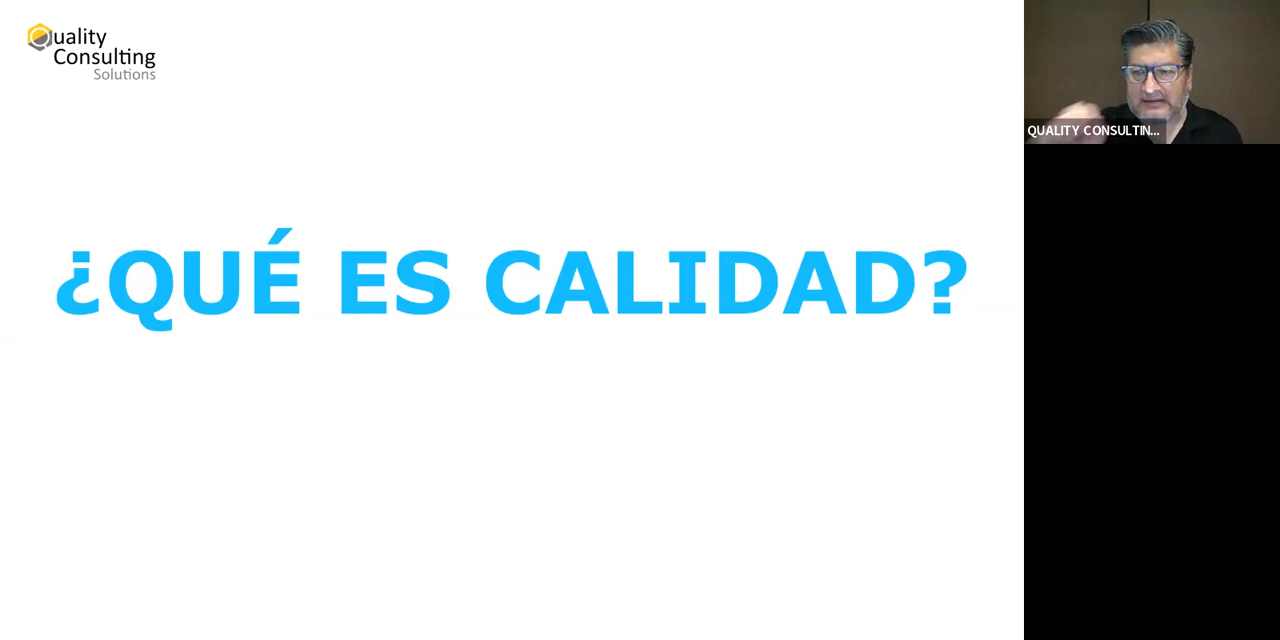 Quality
Consulting
Solutions
¿QUÉ ES CALIDAD?
QUALITY CONSULTIN...